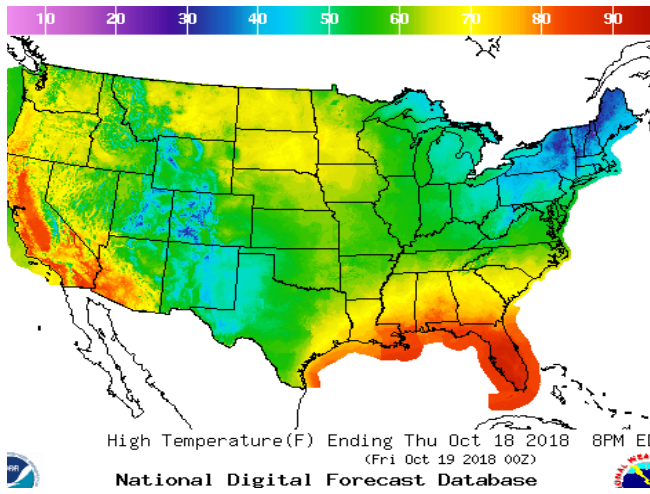 10 20 30 40 50 60 70 80 90
High Temperature(F) Ending Thu Oct 18 2018 8PM ED
(Fri Oct 19 2018 00Z)
National Digital Forecast Database